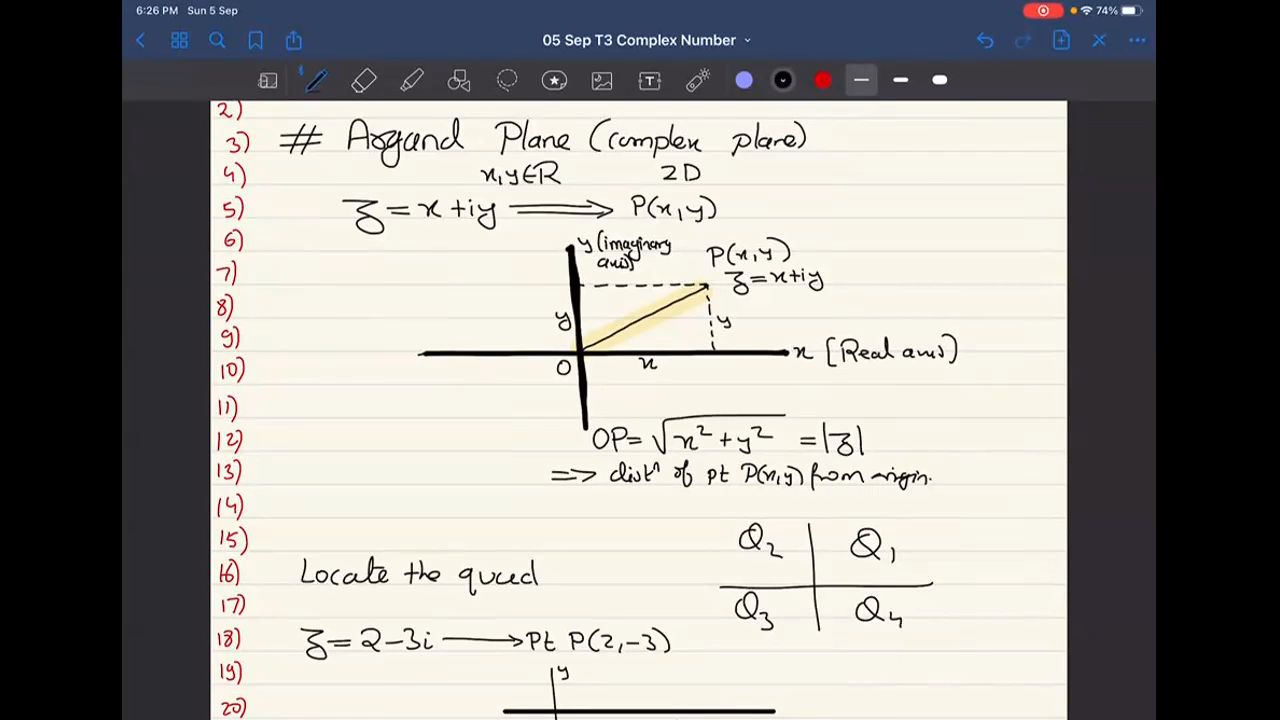 6:26 PM Sun 5 Sep
74%
05 Sep T3 Complex Number
2)
3) # Argand Plane (complex plane)
4) x,y∈R 2D
5) z = x+iy ⟹ P(x,y)
6) y (imaginary
axis)
P(x,y)
7) z=x+iy
8) y y
9) x [Real axis)
10) O x
11)
12) OP= √x²+y² = |z|
13) => distⁿ of pt P(x,y) from origin.
14)
15) Q2 Q1
16) Locate the quad
17) Q3 Q4
18) z = 2-3i → Pt P(2,-3)
19) y
20)